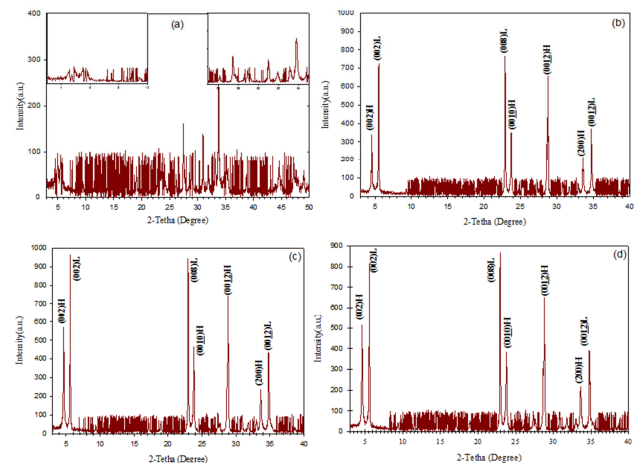 (a)
400
300
200
100
0
Intensity(a.u.)
5 10 15 20 25 30 35 40 45 50
2-Tetha (Degree)
(b)
1000
900
800
700
600
500
400
300
200
100
0
Intensity(a.u.)
(002)H
(002)L
(008)L
(0010)H
(0012)H
(200)H
(0012)L
5 10 15 20 25 30 35 40
2-Tetha (Degree)
(c)
1000
900
800
700
600
500
400
300
200
100
0
Intensity(a.u.)
(002)H
(002)L
(008)L
(0010)H
(0012)H
(200)H
(0012)L
5 10 15 20 25 30 35 40
2-Tetha (Degree)
(d)
900
800
700
600
500
400
300
200
100
0
Intensity(a.u.)
(002)H
(002)L
(008)L
(0010)H
(0012)H
(200)H
(0012)L
5 10 15 20 25 30 35 40
2-Tetha (Degree)